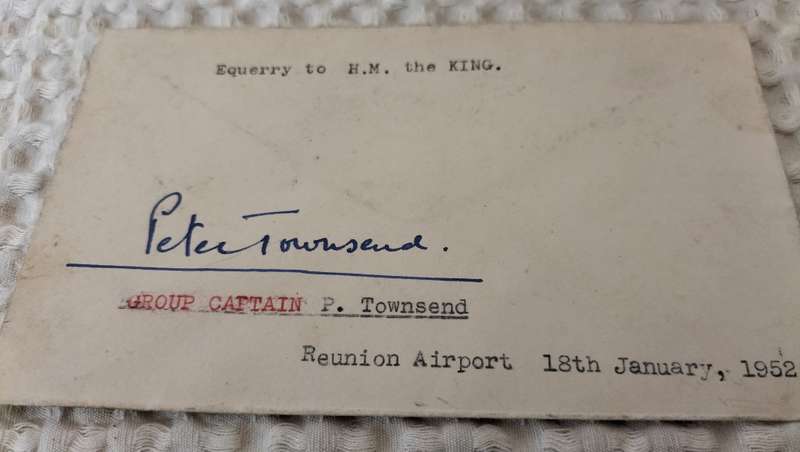 Equerry to H.M. the KING.
Peter Townsend.
GROUP CAPTAIN P. Townsend
Reunion Airport 18th January, 1952